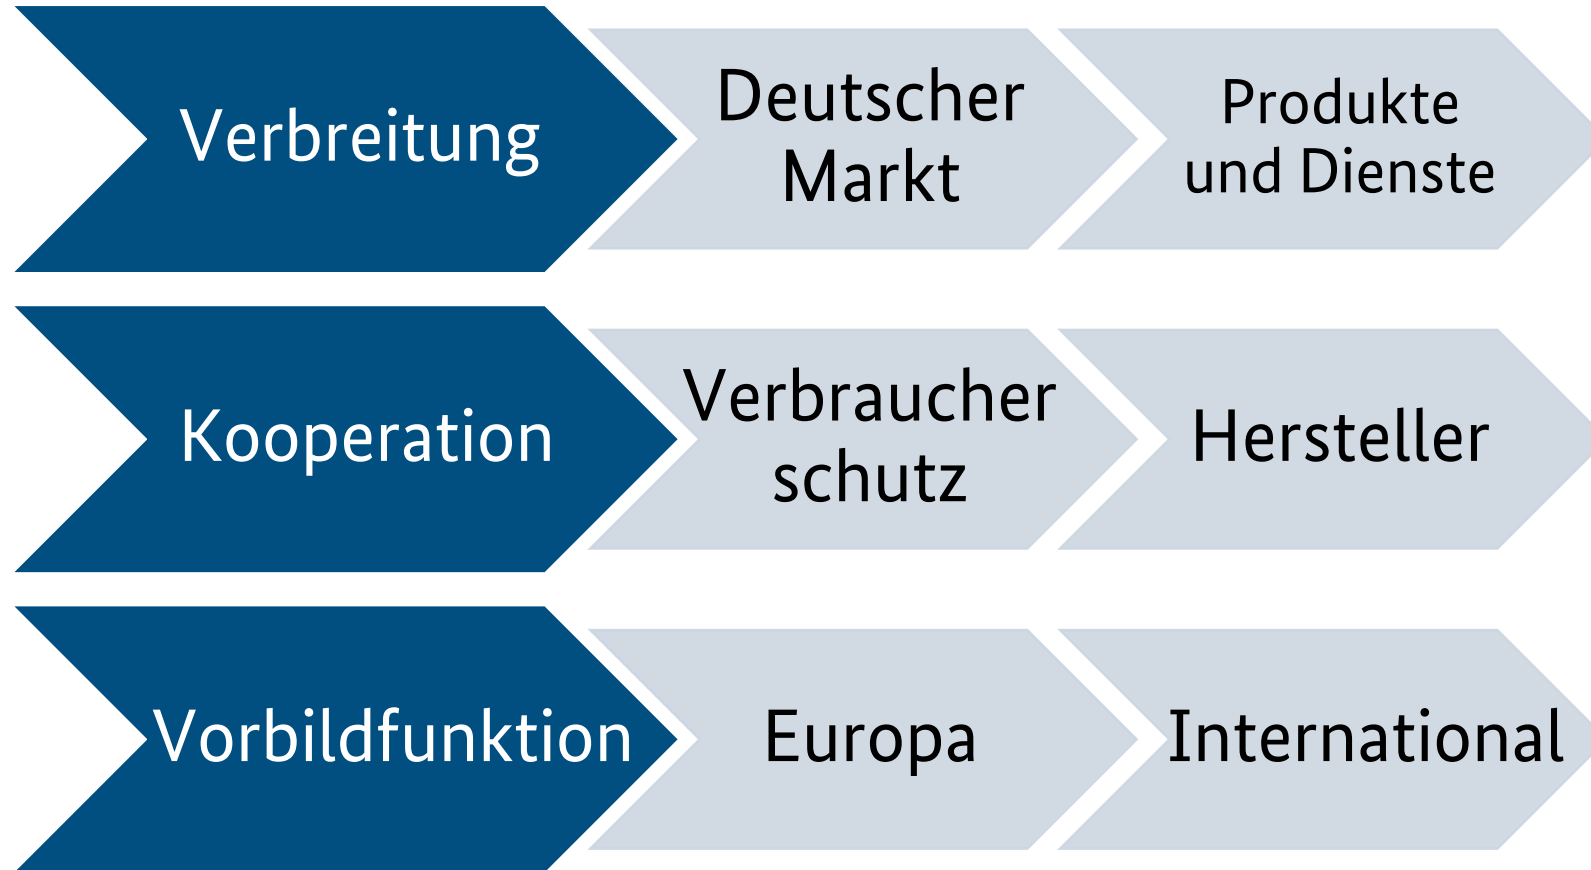 Verbreitung
Deutscher
Markt
Produkte
und Dienste
Kooperation
Verbraucher
schutz
Hersteller
Vorbildfunktion
Europa
International